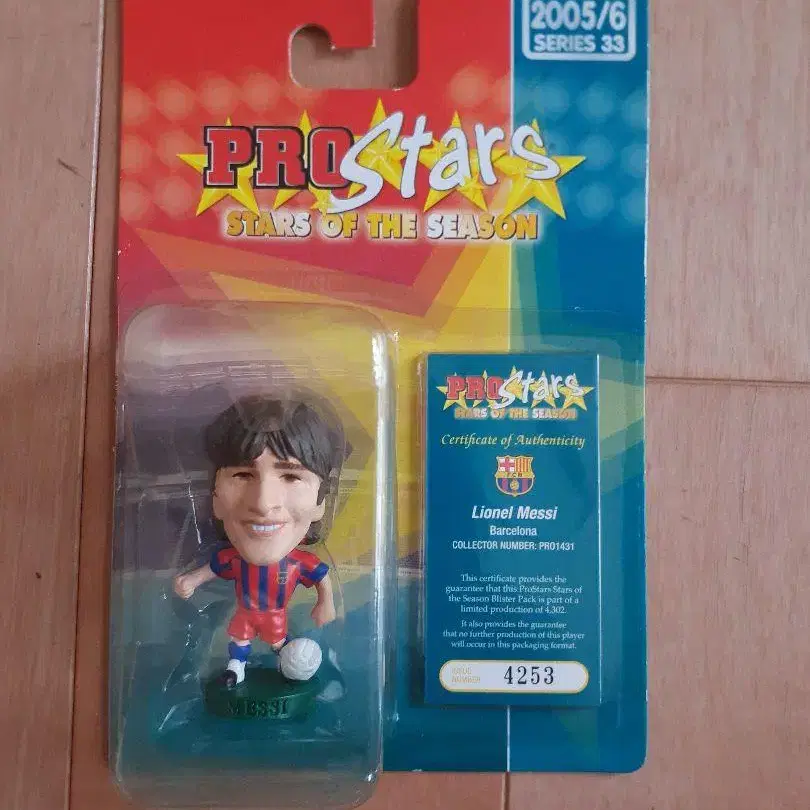 2005/6
SERIES 33
PROStars
STARS OF THE SEASON
PROStars
STARS OF THE SEASON
Certificate of Authenticity
FCB
Lionel Messi
Barcelona
COLLECTOR NUMBER: PRO1431
This certificate provides the
guarantee that this ProStars Stars of
the Season Blister Pack is part of a
limited production of 4,302.
It also provides the guarantee
that no further production of this player
will occur in this packaging format.
ISSUE
NUMBER
4253
MESSI